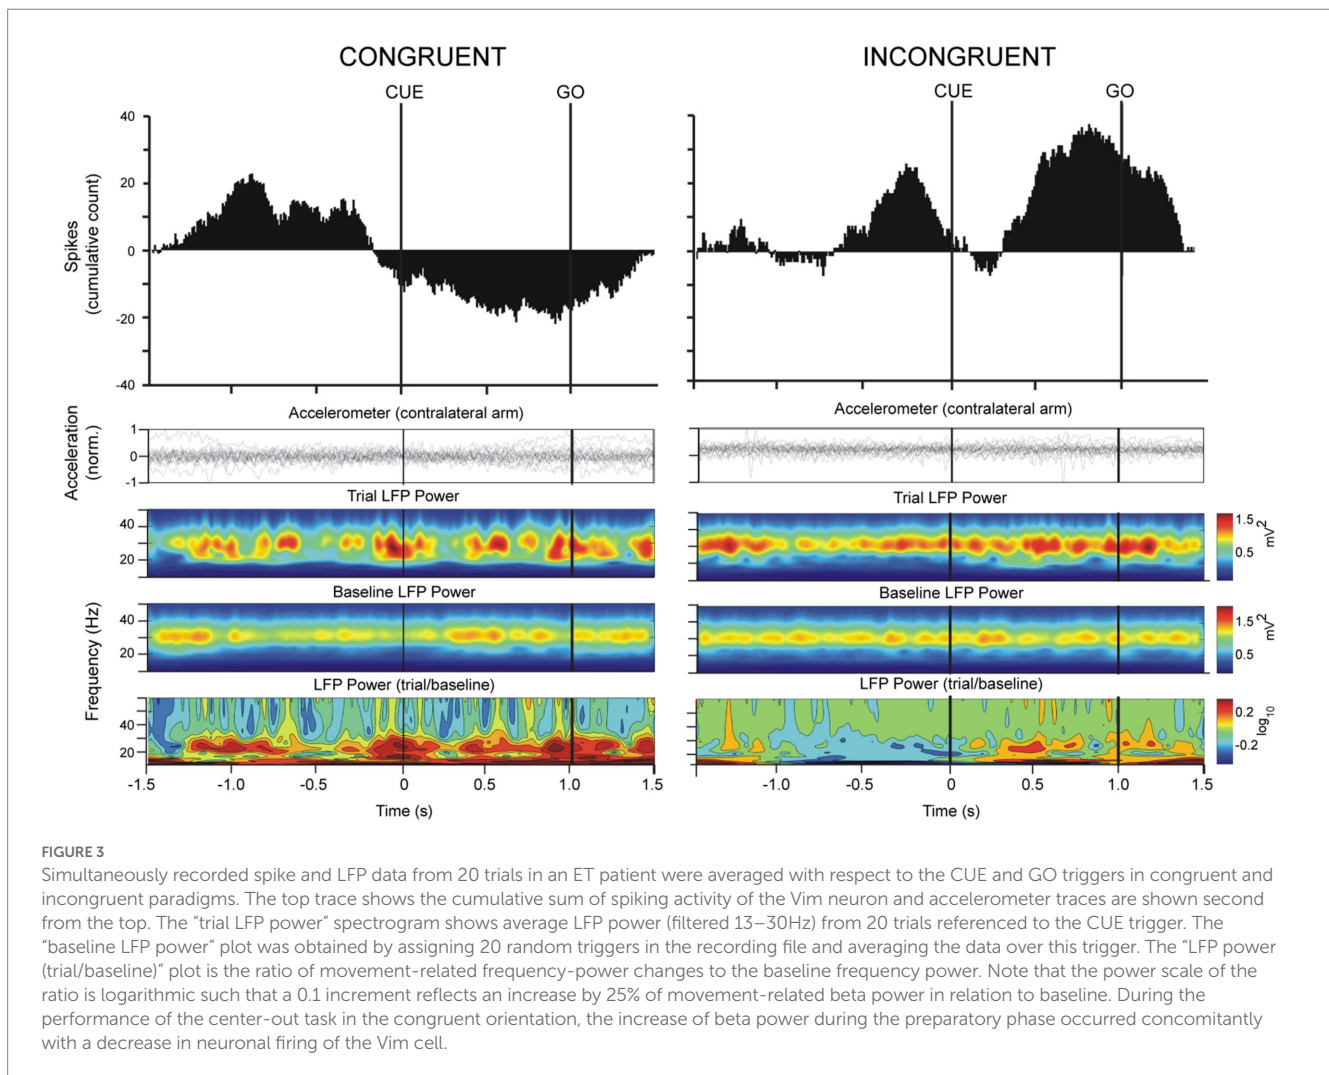 CONGRUENT
INCONGRUENT
CUE
GO
CUE
GO
40
20
0
-20
-40
Spikes
(cumulative count)
40
20
0
-20
-40
Accelerometer (contralateral arm)
Accelerometer (contralateral arm)
Acceleration
(norm.)
1
0
-1
Trial LFP Power
Trial LFP Power
40
20
1.5
0.5
mV2
Baseline LFP Power
Baseline LFP Power
Frequency (Hz)
40
20
1.5
0.5
mV2
LFP Power (trial/baseline)
LFP Power (trial/baseline)
40
20
0.2
-0.2
log10
-1.5
-1.0
-0.5
0
0.5
1.0
1.5
-1.0
-0.5
0
0.5
1.0
1.5
Time (s)
Time (s)
FIGURE 3
Simultaneously recorded spike and LFP data from 20 trials in an ET patient were averaged with respect to the CUE and GO triggers in congruent and
incongruent paradigms. The top trace shows the cumulative sum of spiking activity of the Vim neuron and accelerometer traces are shown second
from the top. The “trial LFP power” spectrogram shows average LFP power (filtered 13–30Hz) from 20 trials referenced to the CUE trigger. The
“baseline LFP power” plot was obtained by assigning 20 random triggers in the recording file and averaging the data over this trigger. The “LFP power
(trial/baseline)” plot is the ratio of movement-related frequency-power changes to the baseline frequency power. Note that the power scale of the
ratio is logarithmic such that a 0.1 increment reflects an increase by 25% of movement-related beta power in relation to baseline. During the
performance of the center-out task in the congruent orientation, the increase of beta power during the preparatory phase occurred concomitantly
with a decrease in neuronal firing of the Vim cell.